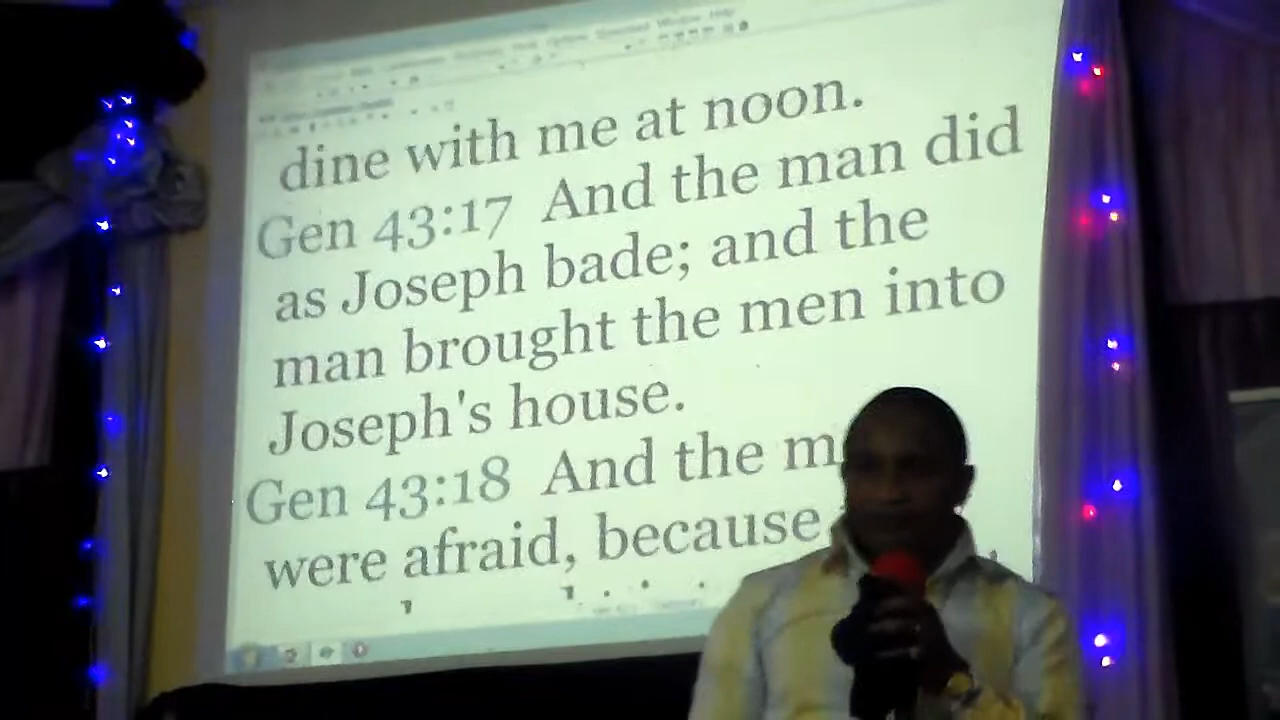 dine with me at noon.
Gen 43:17 And the man did
as Joseph bade; and the
man brought the men into
Joseph's house.
Gen 43:18 And the m
were afraid, because